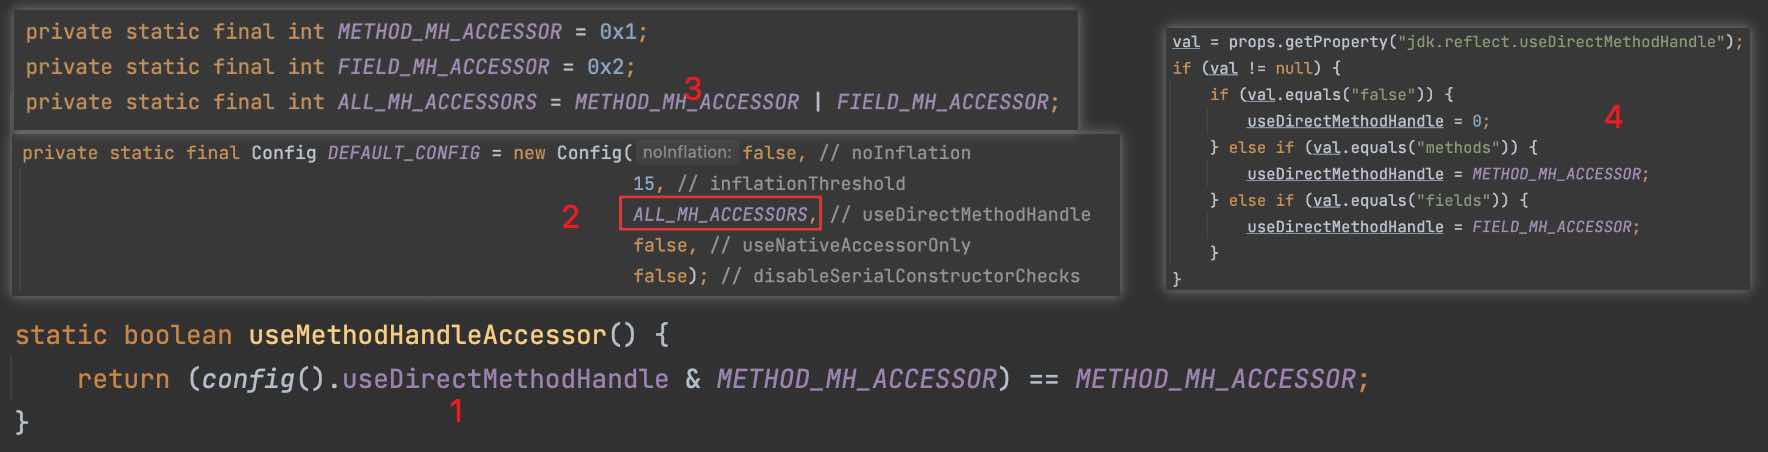 private static final int METHOD_MH_ACCESSOR = 0x1;
private static final int FIELD_MH_ACCESSOR = 0x2;
private static final int ALL_MH_ACCESSORS = METHOD_MH_ACCESSOR | FIELD_MH_ACCESSOR;
3
private static final Config DEFAULT_CONFIG = new Config( noInflation: false, // noInflation
15, // inflationThreshold
2 ALL_MH_ACCESSORS, // useDirectMethodHandle
false, // useNativeAccessorOnly
false); // disableSerialConstructorChecks
val = props.getProperty("jdk.reflect.useDirectMethodHandle");
if (val != null) {
if (val.equals("false")) {
useDirectMethodHandle = 0;
4
} else if (val.equals("methods")) {
useDirectMethodHandle = METHOD_MH_ACCESSOR;
} else if (val.equals("fields")) {
useDirectMethodHandle = FIELD_MH_ACCESSOR;
}
}
static boolean useMethodHandleAccessor() {
return (config().useDirectMethodHandle & METHOD_MH_ACCESSOR) == METHOD_MH_ACCESSOR;
1
}